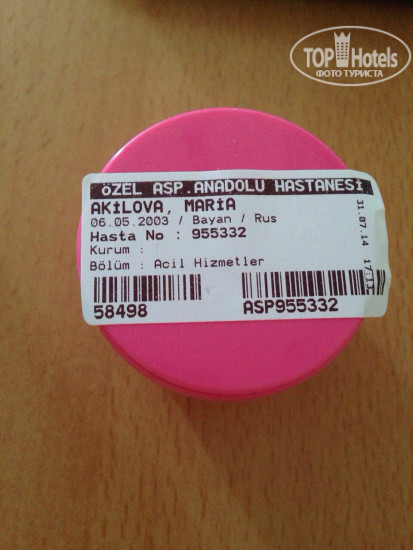 TOP Hotels
ФОТО ТУРИСТА
ÖZEL ASP.ANADOLU HASTANESİ
AKİLOVA, MARİA
06.05.2003 / Bayan / Rus
Hasta No : 955332
Kurum :
Bölüm : Acil Hizmetler
58498
ASP955332
31.07.14